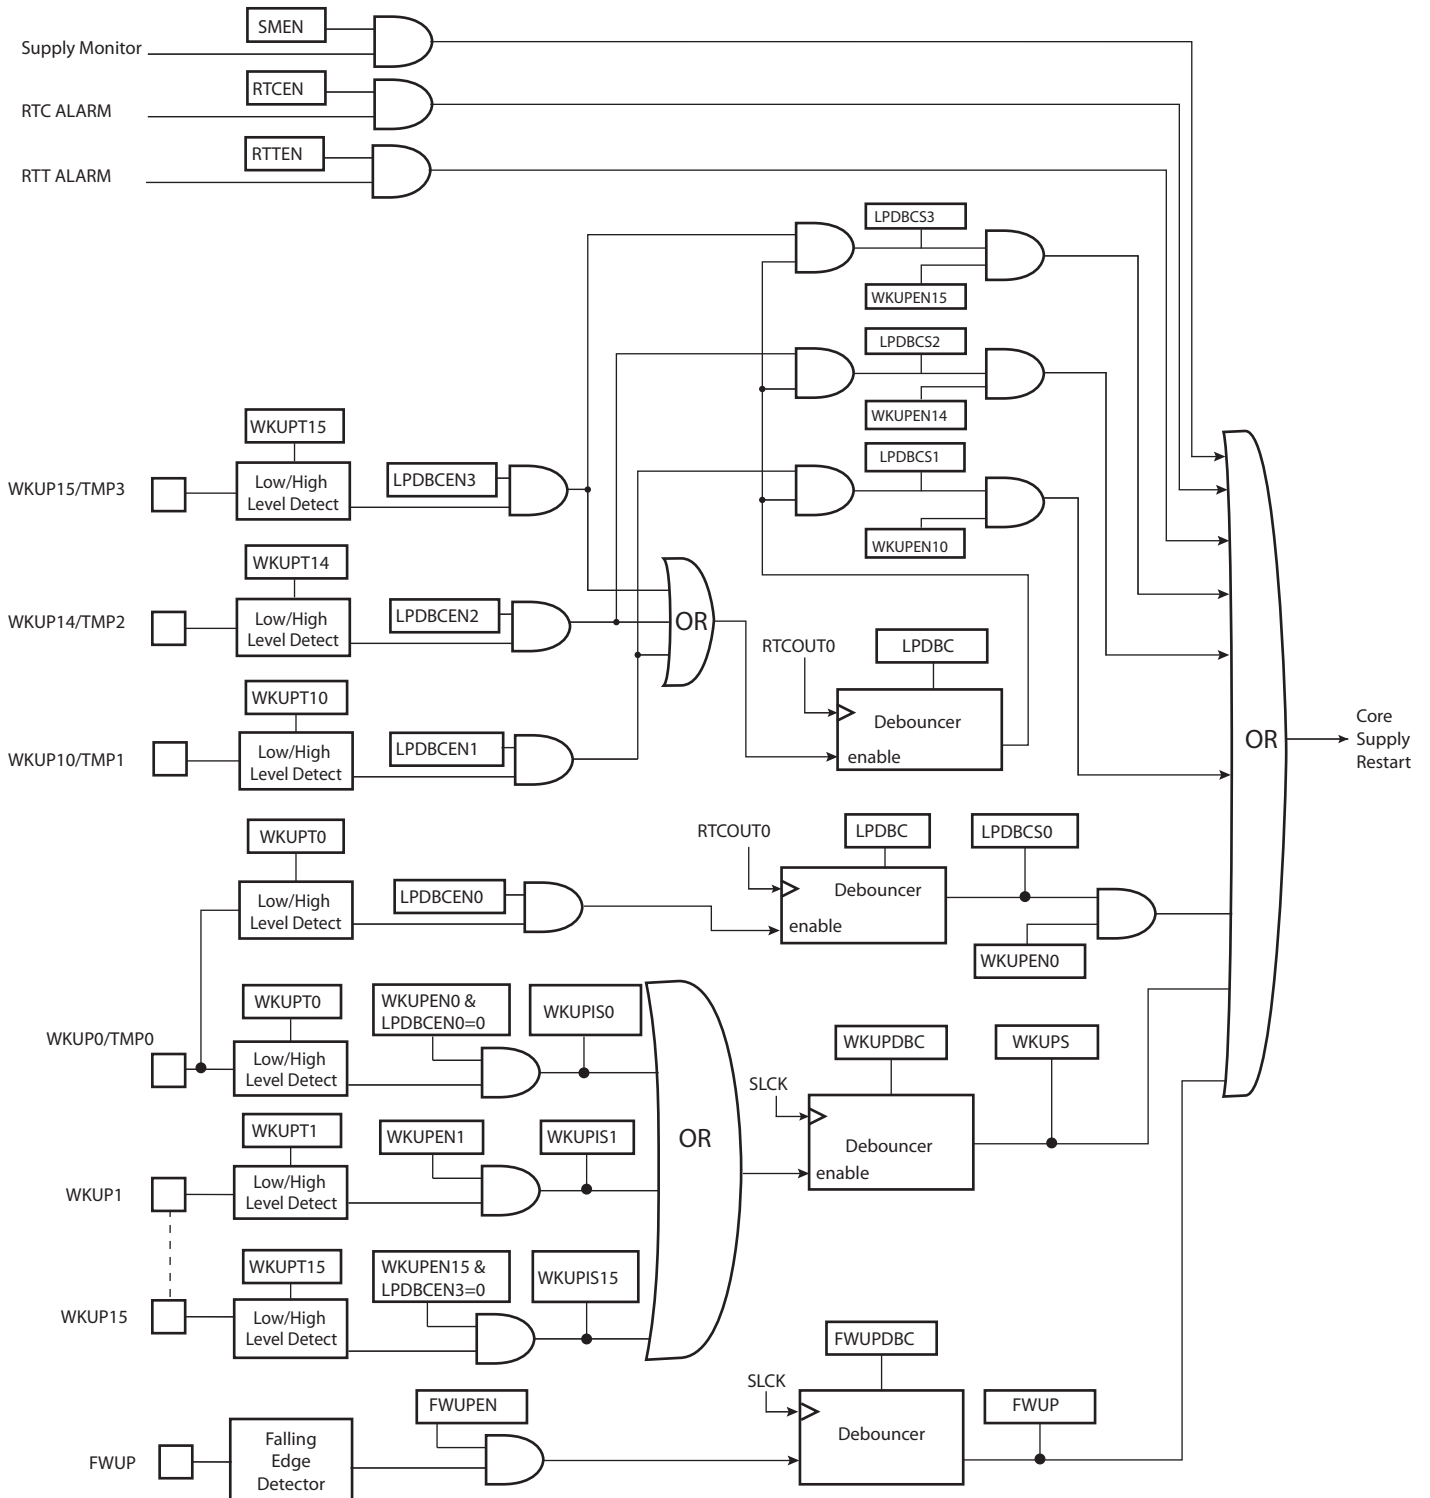 SMEN
Supply Monitor
RTCEN
RTC ALARM
RTTEN
RTT ALARM
LPDBCS3
WKUPEN15
LPDBCS2
WKUPEN14
LPDBCS1
WKUPEN10
WKUPT15
WKUP15/TMP3
Low/High
Level Detect
LPDBCEN3
WKUPT14
WKUP14/TMP2
Low/High
Level Detect
LPDBCEN2
OR
RTCOUT0
LPDBC
Debouncer
enable
WKUPT10
WKUP10/TMP1
Low/High
Level Detect
LPDBCEN1
OR
Core
Supply
Restart
WKUPT0
Low/High
Level Detect
LPDBCEN0
RTCOUT0
LPDBC
Debouncer
enable
LPDBCS0
WKUPEN0
WKUP0/TMP0
WKUPT0
Low/High
Level Detect
WKUPEN0 &
LPDBCEN0=0
WKUPIS0
WKUPT1
WKUP1
Low/High
Level Detect
WKUPEN1
WKUPIS1
OR
SLCK
WKUPDBC
Debouncer
enable
WKUPS
WKUPT15
WKUP15
Low/High
Level Detect
WKUPEN15 &
LPDBCEN3=0
WKUPIS15
FWUP
Falling
Edge
Detector
FWUPEN
SLCK
FWUPDBC
Debouncer
FWUP